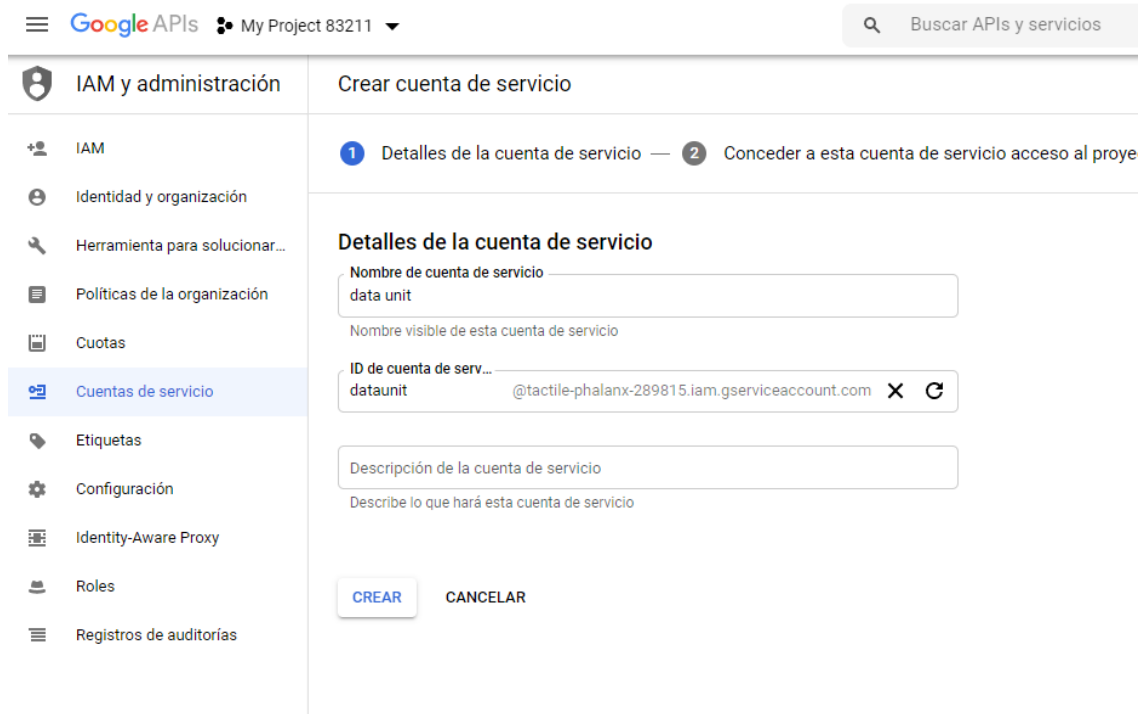 Google APIs My Project 83211 Buscar APIs y servicios
IAM y administración
Crear cuenta de servicio
IAM
Identidad y organización
Herramienta para solucionar...
Políticas de la organización
Cuotas
Cuentas de servicio
Etiquetas
Configuración
Identity-Aware Proxy
Roles
Registros de auditorías
1 Detalles de la cuenta de servicio — 2 Conceder a esta cuenta de servicio acceso al proye
Detalles de la cuenta de servicio
Nombre de cuenta de servicio
data unit
Nombre visible de esta cuenta de servicio
ID de cuenta de serv...
dataunit @tactile-phalanx-289815.iam.gserviceaccount.com
Descripción de la cuenta de servicio
Describe lo que hará esta cuenta de servicio
CREAR CANCELAR